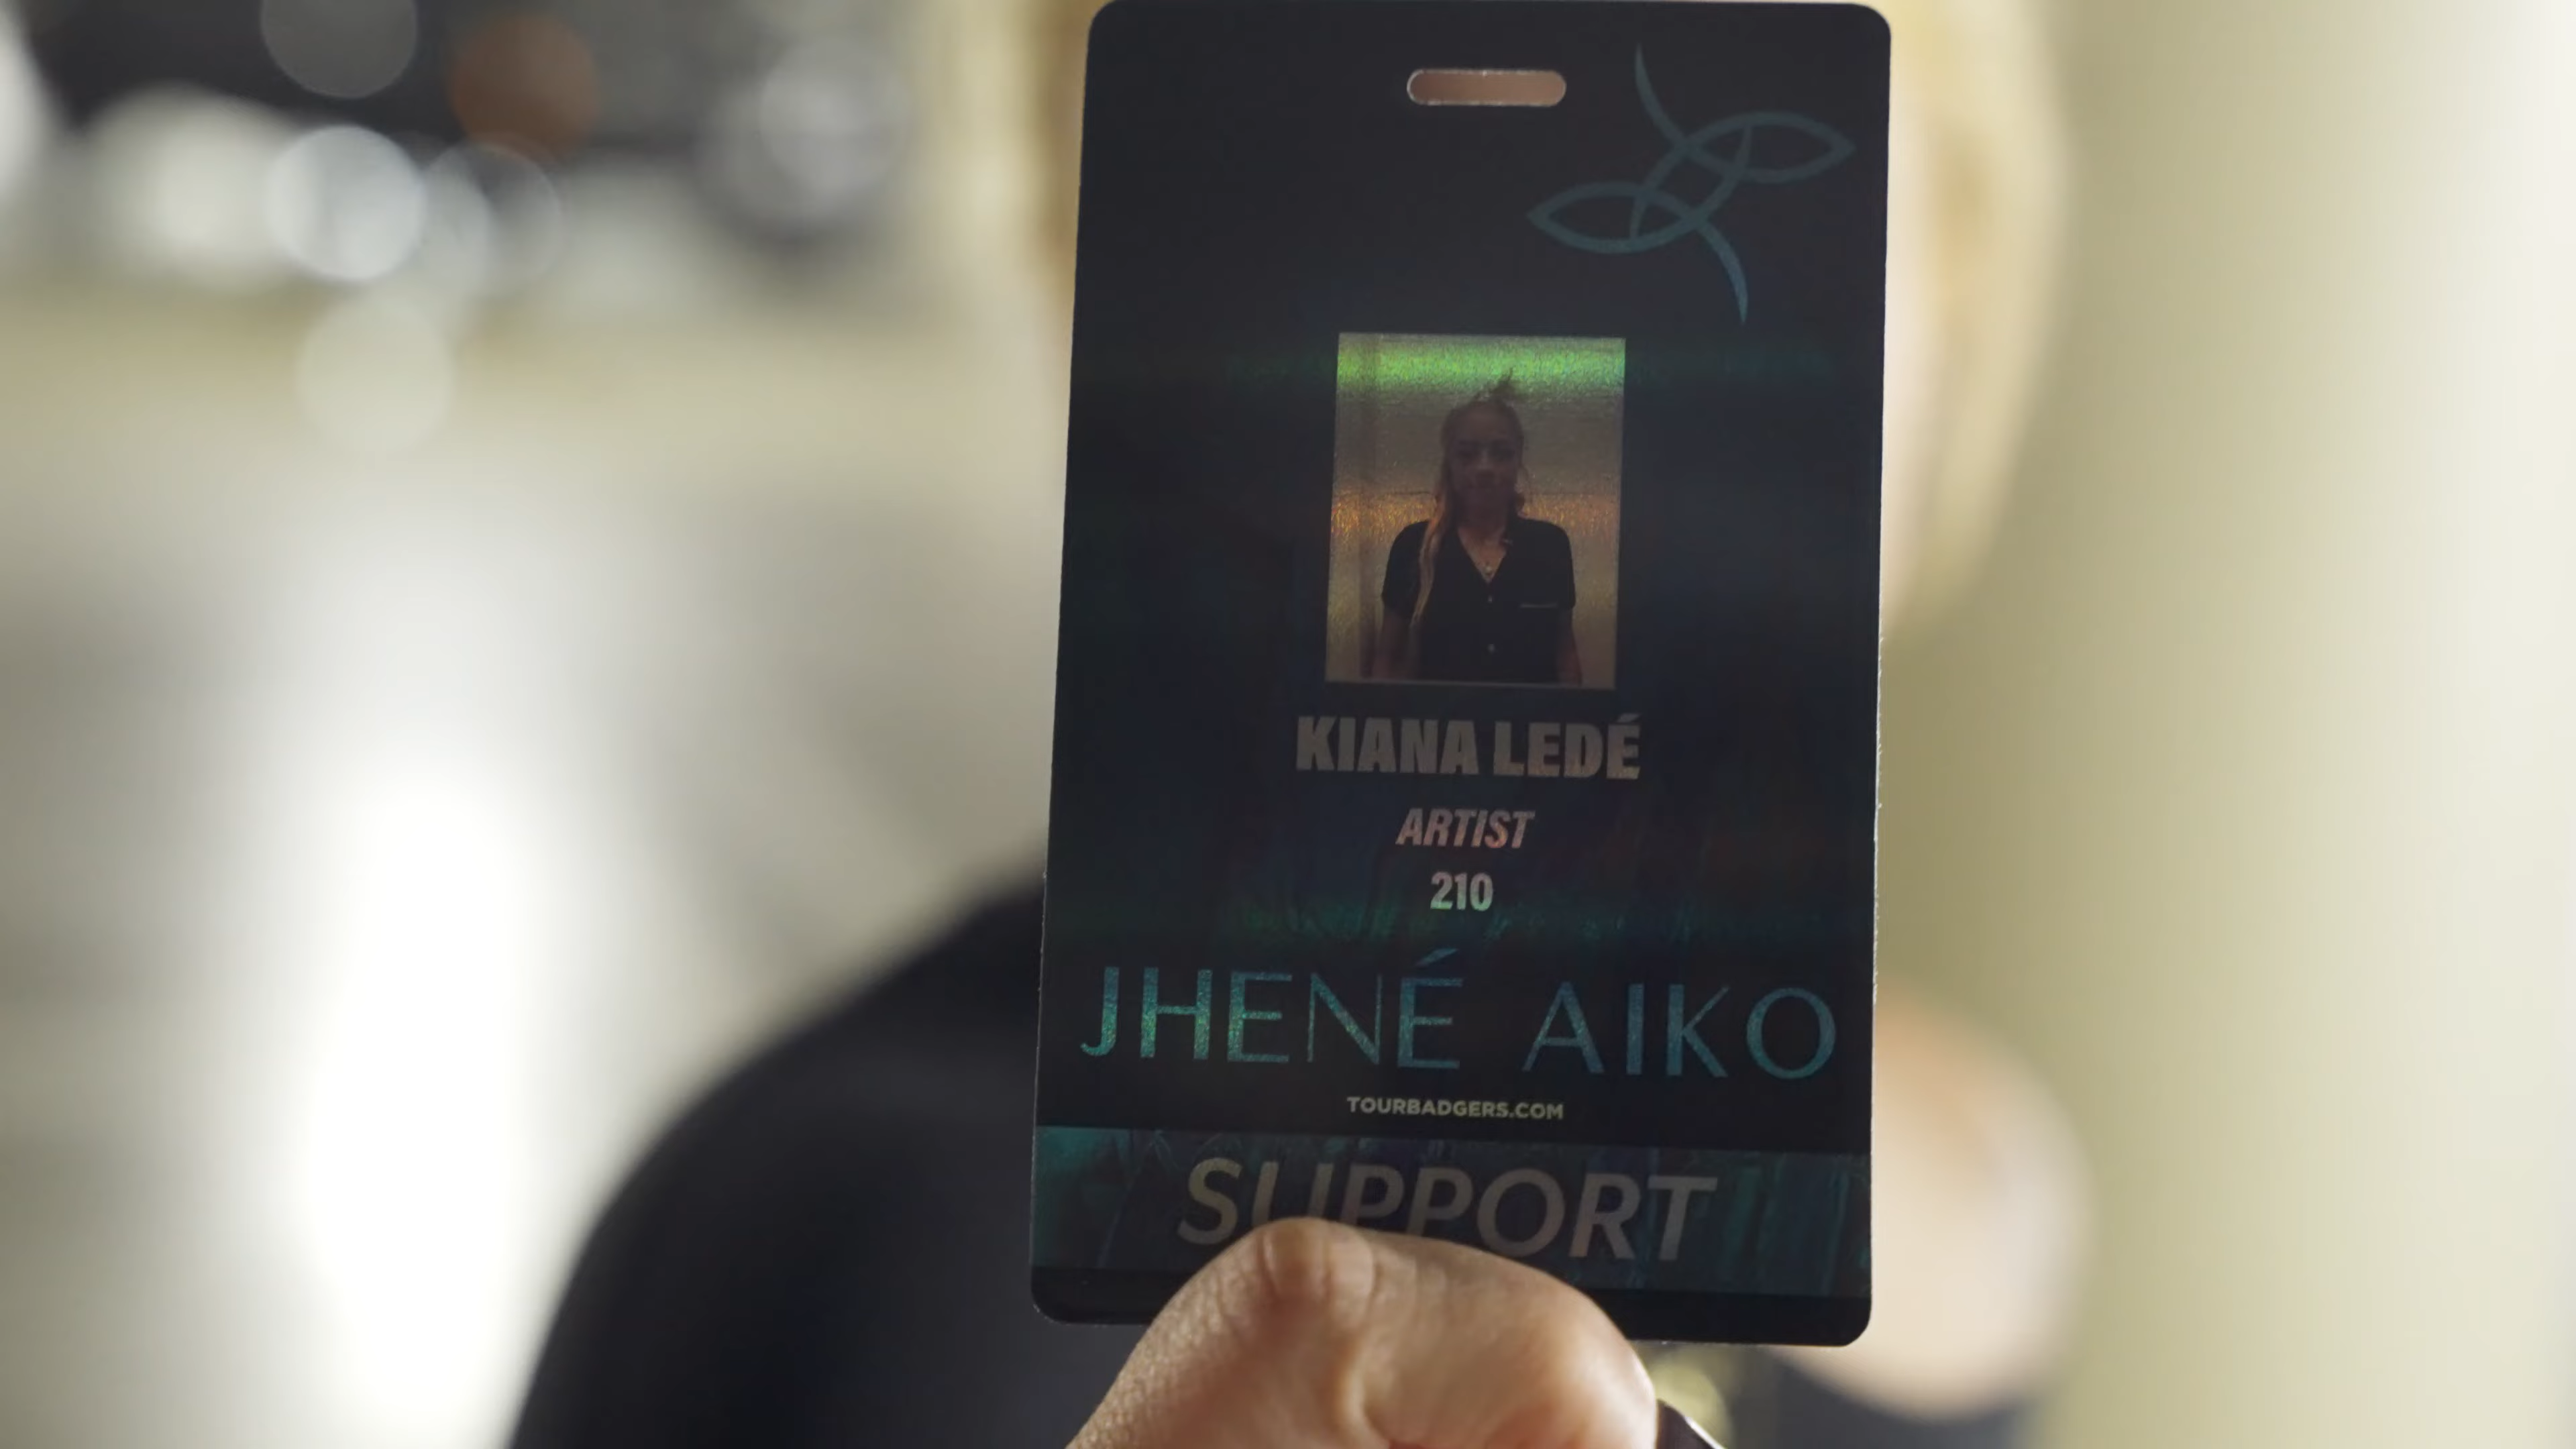 KIANA LEDÉ
ARTIST
210
JHENÉ AIKO
TOURBADGERS.COM
SUPPORT